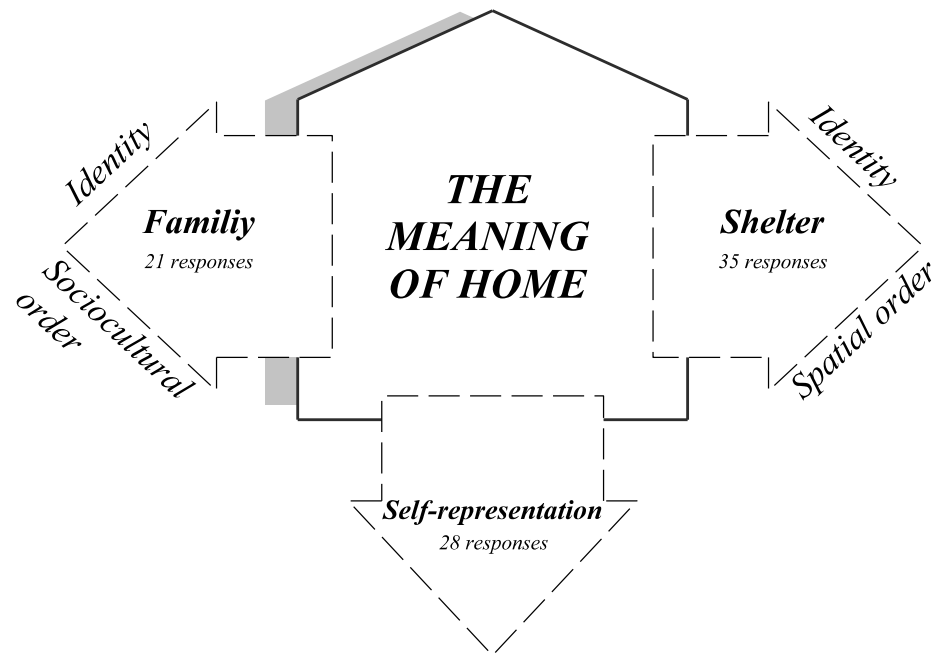 THE
MEANING
OF HOME
Identity
Familiy
21 responses
Sociocultural
order
Identity
Shelter
35 responses
Spatial order
Self-representation
28 responses